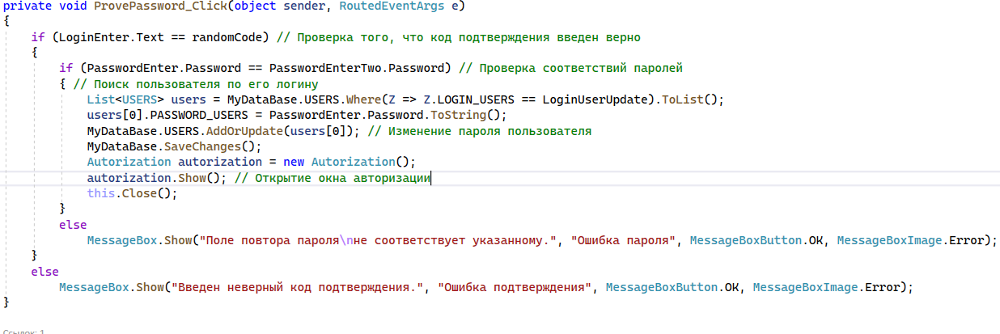 private void ProvePassword_Click(object sender, RoutedEventArgs e)
{
if (LoginEnter.Text == randomCode) // Проверка того, что код подтверждения введен верно
{
if (PasswordEnter.Password == PasswordEnterTwo.Password) // Проверка соответствий паролей
{ // Поиск пользователя по его логину
List<USERS> users = MyDataBase.USERS.Where(Z => Z.LOGIN_USERS == LoginUserUpdate).ToList();
users[0].PASSWORD_USERS = PasswordEnter.Password.ToString();
MyDataBase.USERS.AddOrUpdate(users[0]); // Изменение пароля пользователя
MyDataBase.SaveChanges();
Autorization autorization = new Autorization();
autorization.Show(); // Открытие окна авторизации
this.Close();
}
else
MessageBox.Show("Поле повтора пароля\nне соответствует указанному.", "Ошибка пароля", MessageBoxButton.OK, MessageBoxImage.Error);
}
else
MessageBox.Show("Введен неверный код подтверждения.", "Ошибка подтверждения", MessageBoxButton.OK, MessageBoxImage.Error);
}
Ссылок: 1